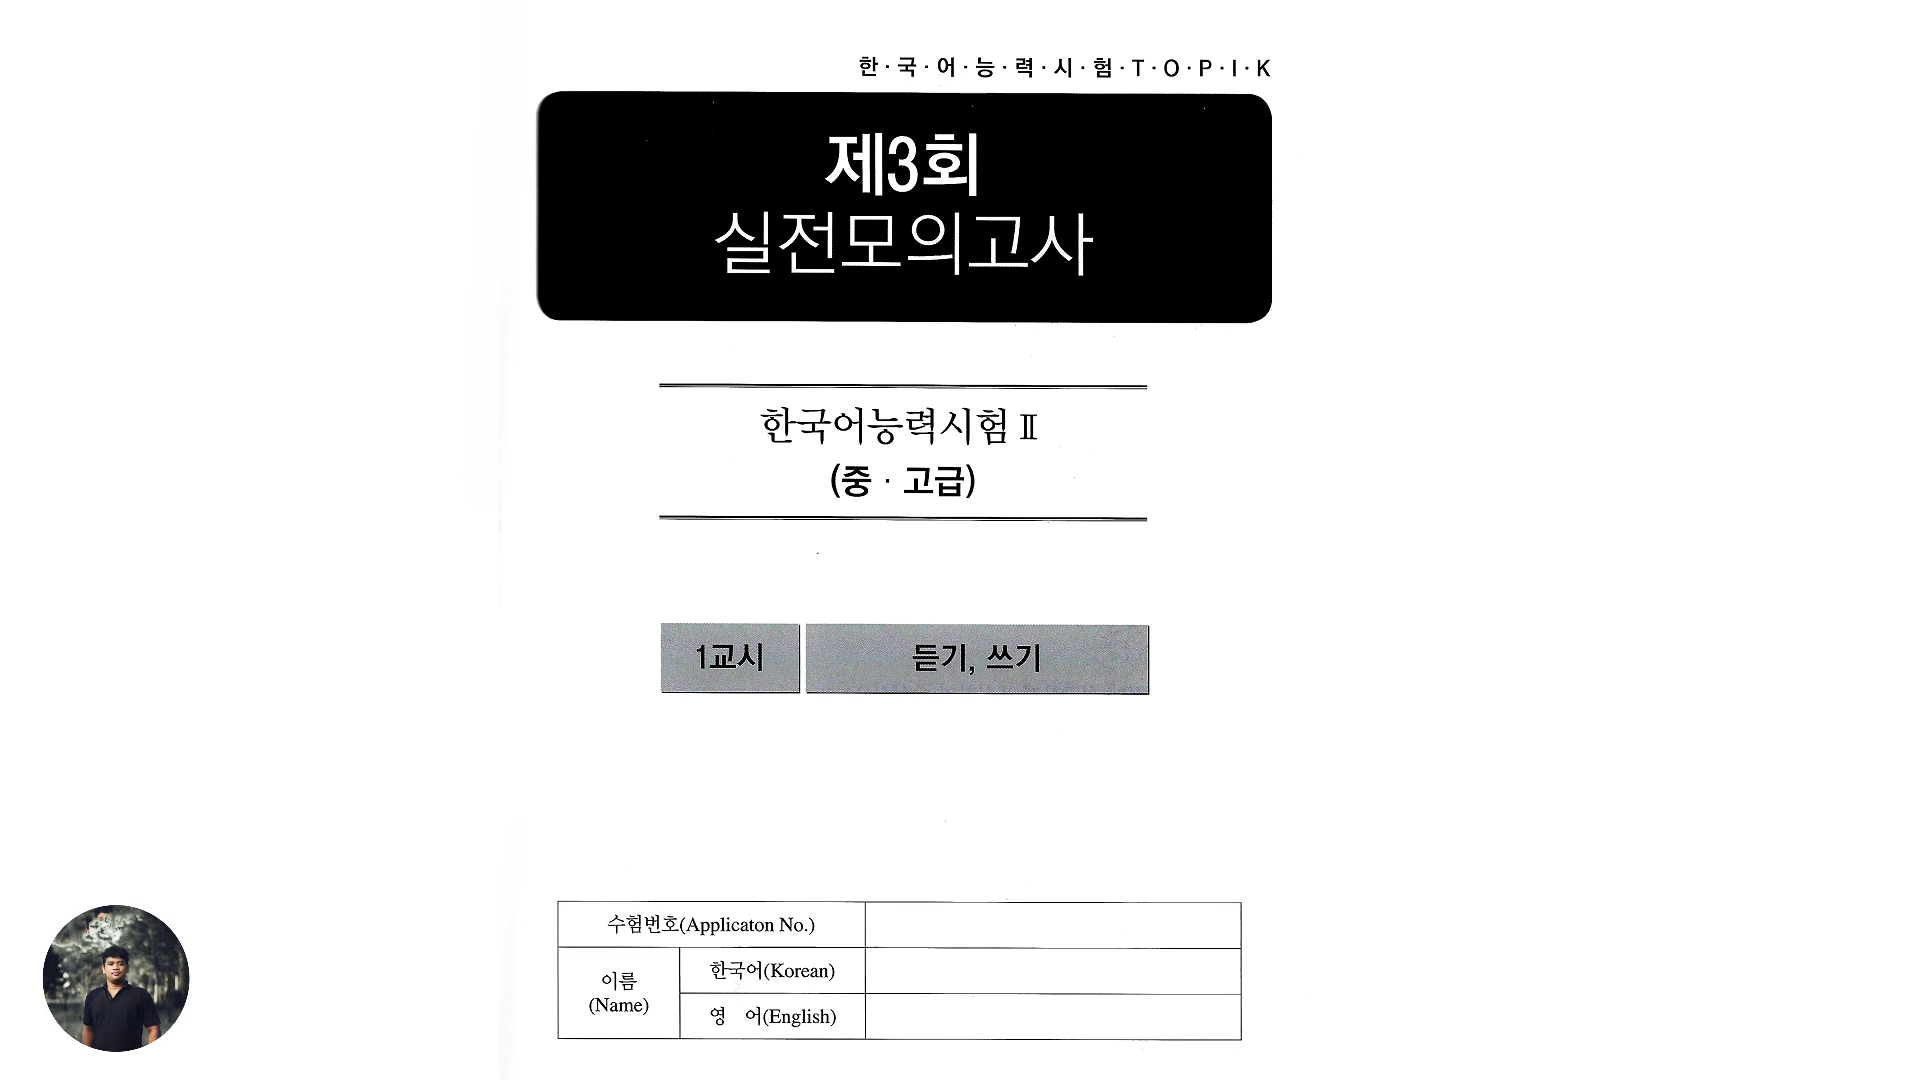 한·국·어·능·력·시·험·T·O·P·I·K
제3회
실전모의고사
한국어능력시험 Ⅱ
(중 · 고급)
1교시
듣기, 쓰기
수험번호(Applicaton No.)
이름
(Name)
한국어(Korean)
영 어(English)